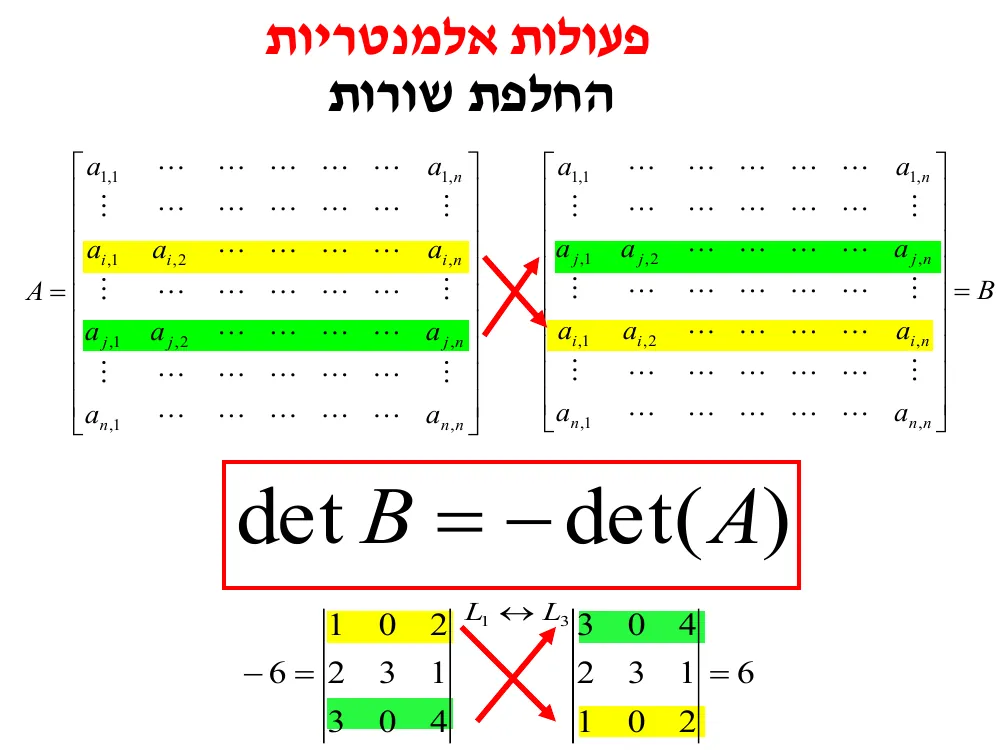 פעולות אלמנטריות
החלפת שורות
a1,1 ⋯ ⋯ ⋯ ⋯ ⋯ a1,n a1,1 ⋯ ⋯ ⋯ ⋯ ⋯ a1,n
⋮ ⋯ ⋯ ⋯ ⋯ ⋯ ⋮ ⋮ ⋯ ⋯ ⋯ ⋯ ⋯ ⋮
ai,1 ai,2 ⋯ ⋯ ⋯ ⋯ ai,n aj,1 aj,2 ⋯ ⋯ ⋯ ⋯ aj,n
A = ⋮ ⋯ ⋯ ⋯ ⋯ ⋯ ⋮ ⋮ ⋯ ⋯ ⋯ ⋯ ⋯ ⋮ = B
aj,1 aj,2 ⋯ ⋯ ⋯ ⋯ aj,n ai,1 ai,2 ⋯ ⋯ ⋯ ⋯ ai,n
⋮ ⋯ ⋯ ⋯ ⋯ ⋯ ⋮ ⋮ ⋯ ⋯ ⋯ ⋯ ⋯ ⋮
an,1 ⋯ ⋯ ⋯ ⋯ ⋯ an,n an,1 ⋯ ⋯ ⋯ ⋯ ⋯ an,n
det B = − det(A)
1 0 2 L1 ↔ L3 3 0 4
− 6 = 2 3 1 2 3 1 = 6
3 0 4 1 0 2